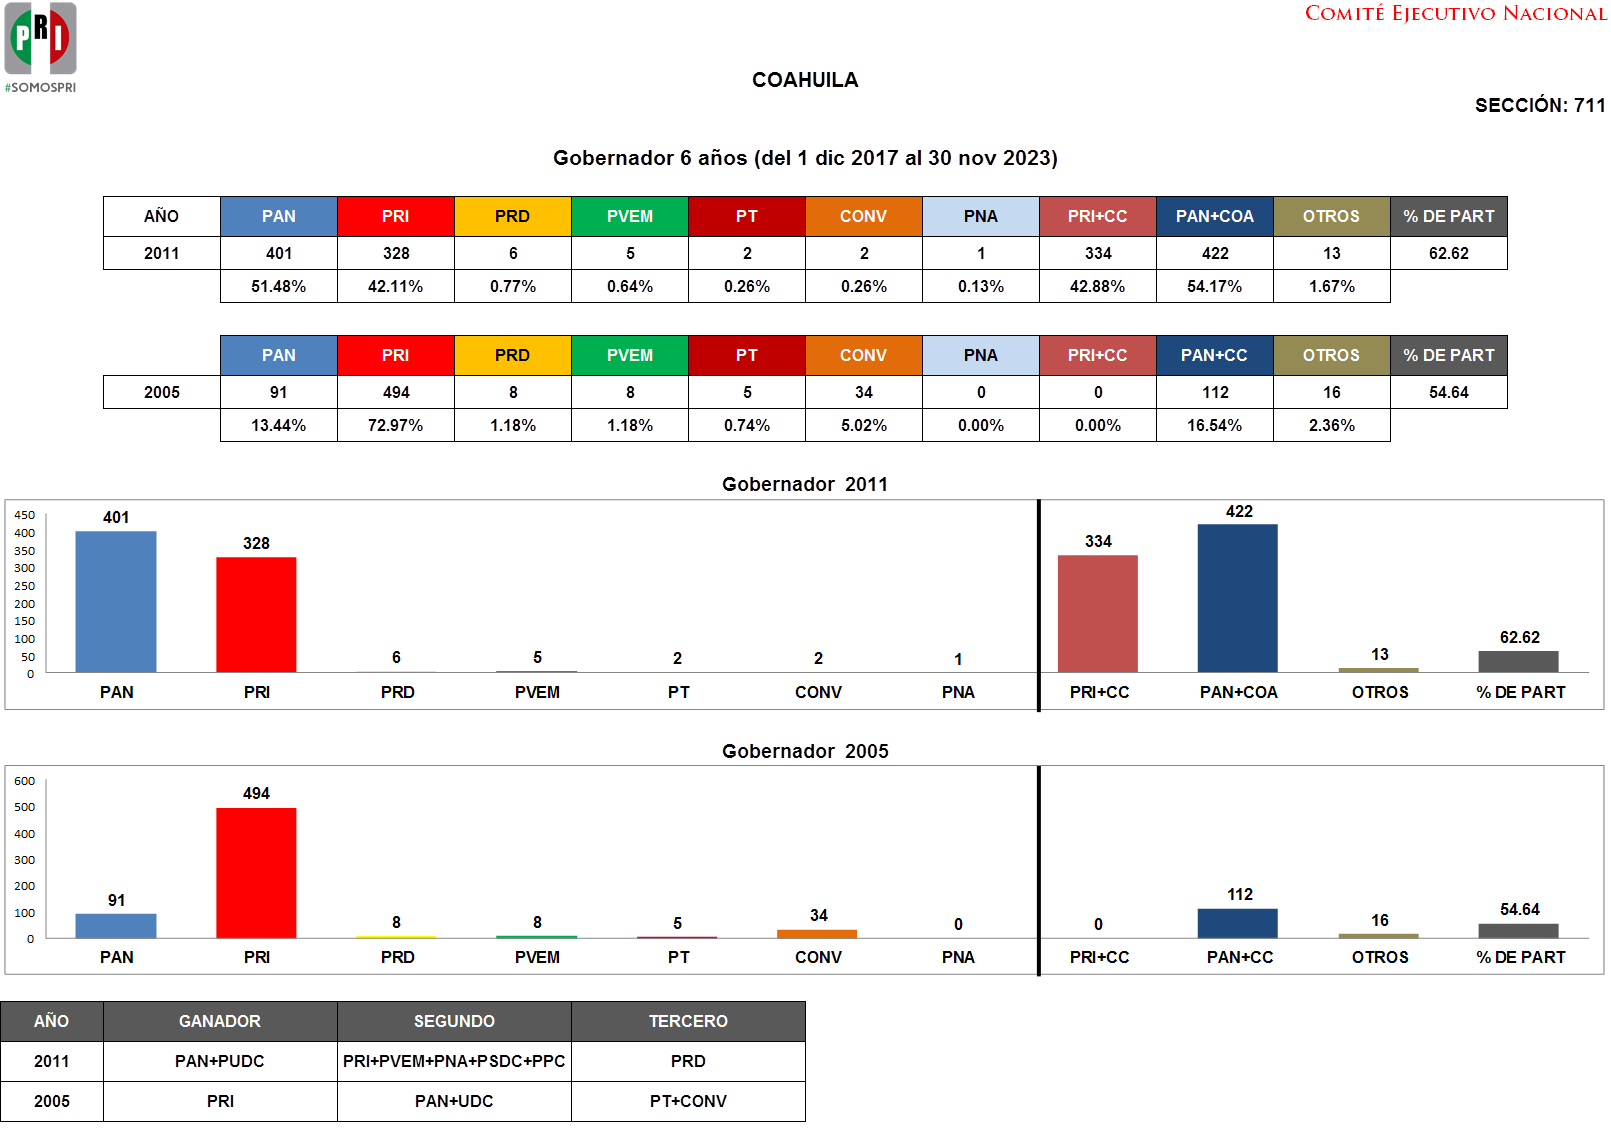 PRI
#SOMOSPRI
COMITÉ EJECUTIVO NACIONAL
COAHUILA
SECCIÓN: 711
Gobernador 6 años (del 1 dic 2017 al 30 nov 2023)
AÑO PAN PRI PRD PVEM PT CONV PNA PRI+CC PAN+COA OTROS % DE PART
2011 401 328 6 5 2 2 1 334 422 13 62.62
51.48% 42.11% 0.77% 0.64% 0.26% 0.26% 0.13% 42.88% 54.17% 1.67%
PAN PRI PRD PVEM PT CONV PNA PRI+CC PAN+CC OTROS % DE PART
2005 91 494 8 8 5 34 0 0 112 16 54.64
13.44% 72.97% 1.18% 1.18% 0.74% 5.02% 0.00% 0.00% 16.54% 2.36%
Gobernador 2011
450
400
350
300
250
200
150
100
50
0
401 328 6 5 2 2 1 334 422 13 62.62
PAN PRI PRD PVEM PT CONV PNA PRI+CC PAN+COA OTROS % DE PART
Gobernador 2005
600
500
400
300
200
100
0
91 494 8 8 5 34 0 0 112 16 54.64
PAN PRI PRD PVEM PT CONV PNA PRI+CC PAN+CC OTROS % DE PART
AÑO GANADOR SEGUNDO TERCERO
2011 PAN+PUDC PRI+PVEM+PNA+PSDC+PPC PRD
2005 PRI PAN+UDC PT+CONV